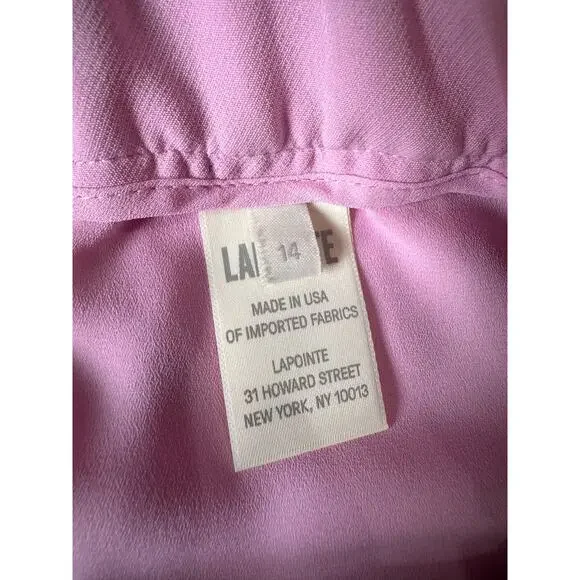 LA 14 TE
MADE IN USA
OF IMPORTED FABRICS
LAPOINTE
31 HOWARD STREET
NEW YORK, NY 10013